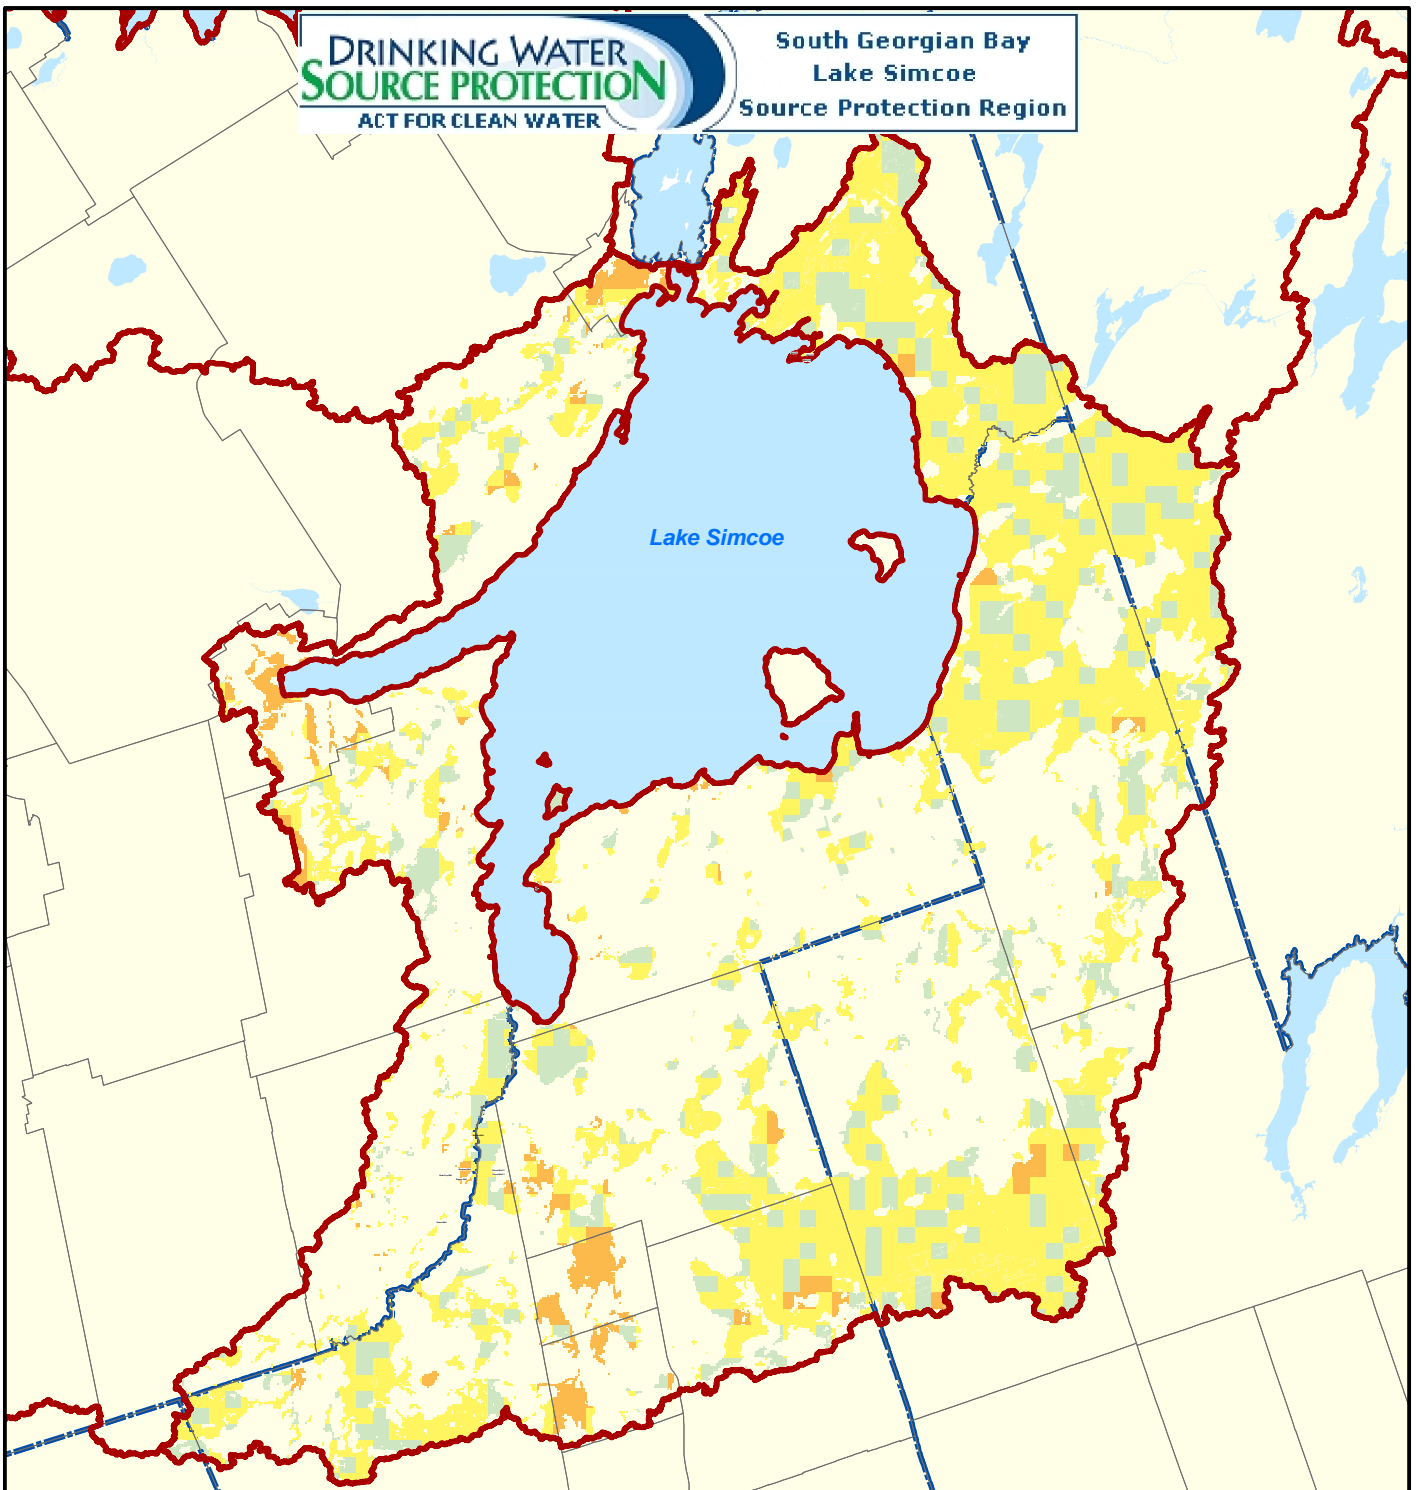 DRINKING WATER
SOURCE PROTECTION
ACT FOR CLEAN WATER
South Georgian Bay
Lake Simcoe
Source Protection Region
Lake Simcoe